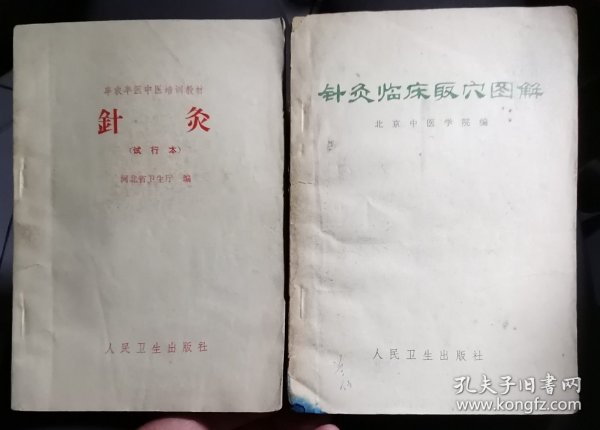 半农半医中医培训教材
針灸
(试行本)
河北省卫生厅 编
人民卫生出版社
针灸临床取穴图解
北京中医学院编
人民卫生出版社
孔夫子旧书网
www.kongfz.com